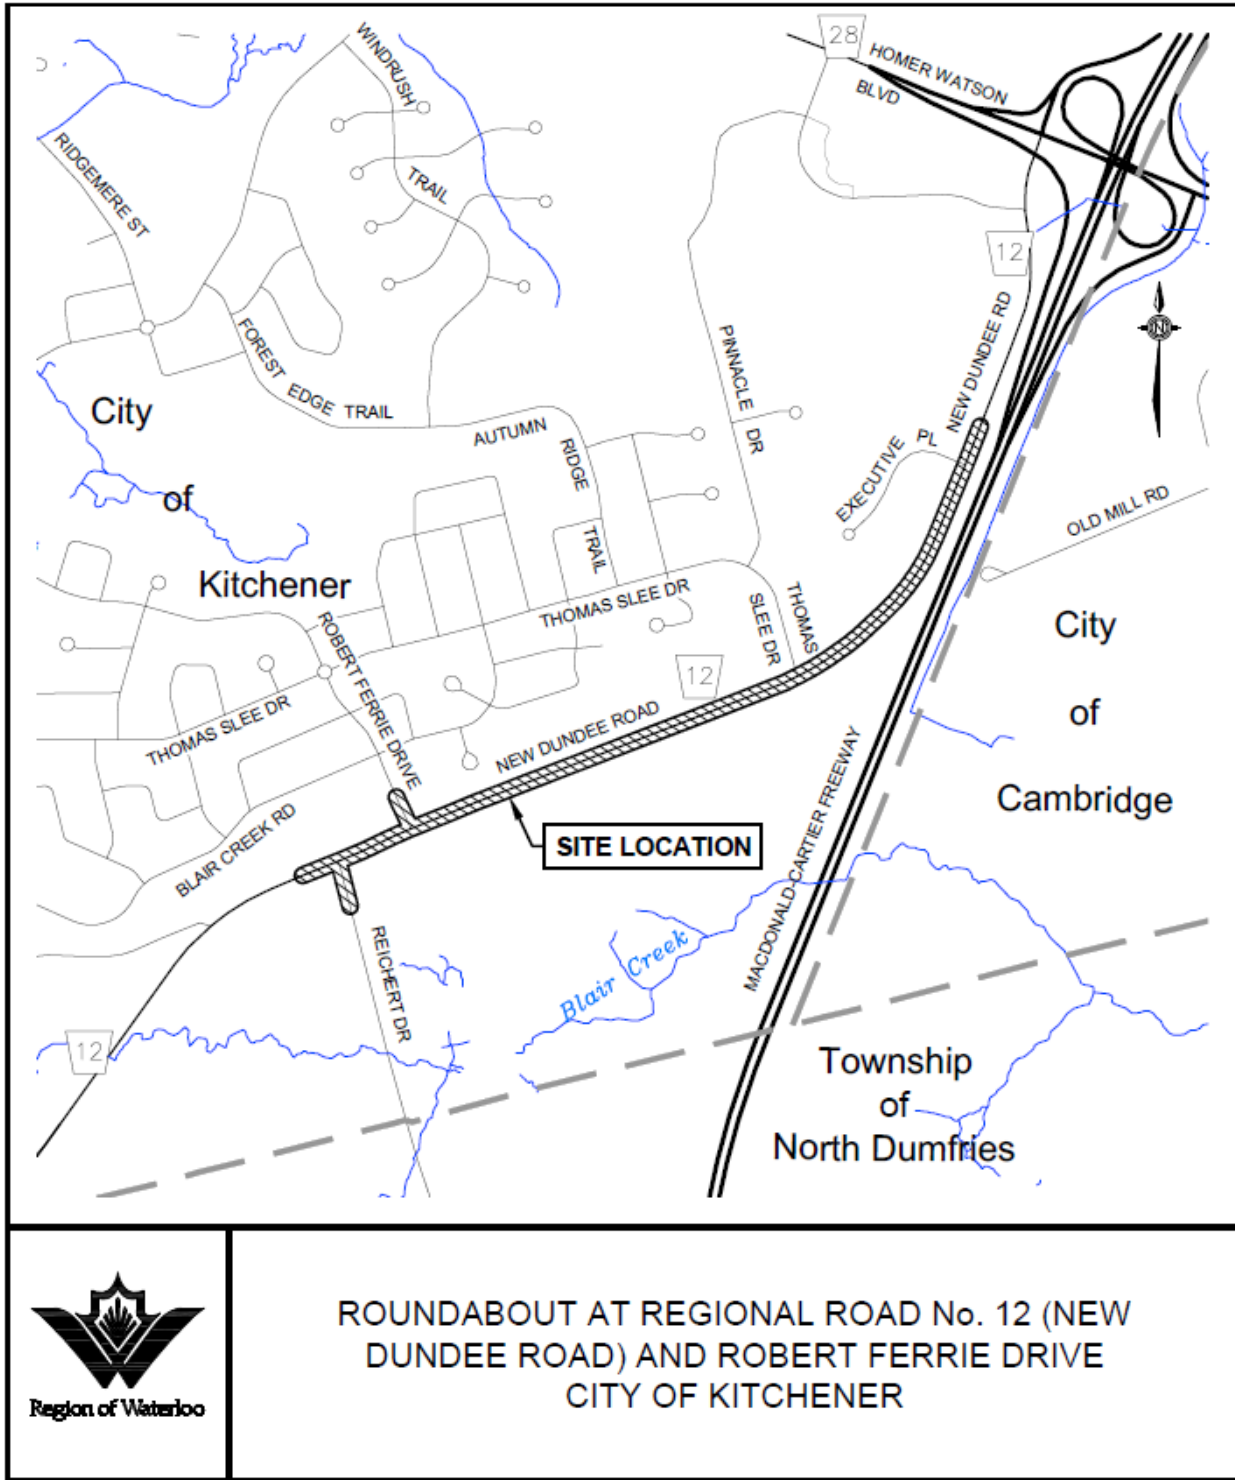 28
HOMER WATSON
BLVD
WINDRUSH
TRAIL
RIDGEMERE ST
12
NEW DUNDEE RD
PINNACLE DR
FOREST EDGE TRAIL
AUTUMN
RIDGE
TRAIL
EXECUTIVE PL
OLD MILL RD
City
of
Kitchener
ROBERT FERRIE DRIVE
THOMAS SLEE DR
THOMAS
SLEE DR
12
City
of
Cambridge
THOMAS SLEE DR
NEW DUNDEE ROAD
MACDONALD-CARTIER FREEWAY
BLAIR CREEK RD
SITE LOCATION
REICHERT DR
Blair Creek
12
Township
of
North Dumfries
N
Region of Waterloo
ROUNDABOUT AT REGIONAL ROAD No. 12 (NEW
DUNDEE ROAD) AND ROBERT FERRIE DRIVE
CITY OF KITCHENER